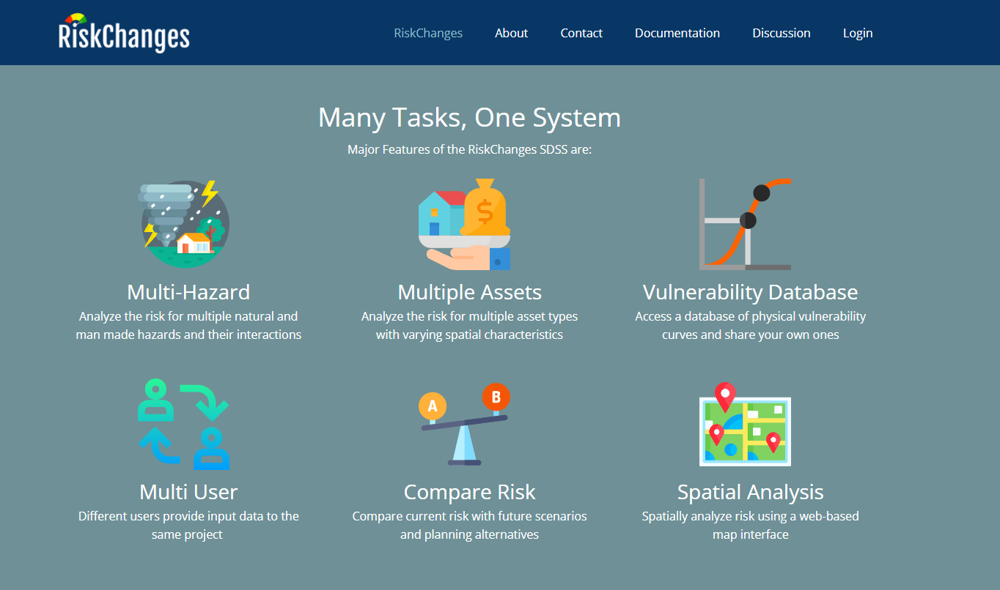 RiskChanges
RiskChanges About Contact Documentation Discussion Login
Many Tasks, One System
Major Features of the RiskChanges SDSS are:
$
Multi-Hazard
Analyze the risk for multiple natural and
man made hazards and their interactions
Multiple Assets
Analyze the risk for multiple asset types
with varying spatial characteristics
Vulnerability Database
Access a database of physical vulnerability
curves and share your own ones
A
B
Multi User
Different users provide input data to the
same project
Compare Risk
Compare current risk with future scenarios
and planning alternatives
Spatial Analysis
Spatially analyze risk using a web-based
map interface